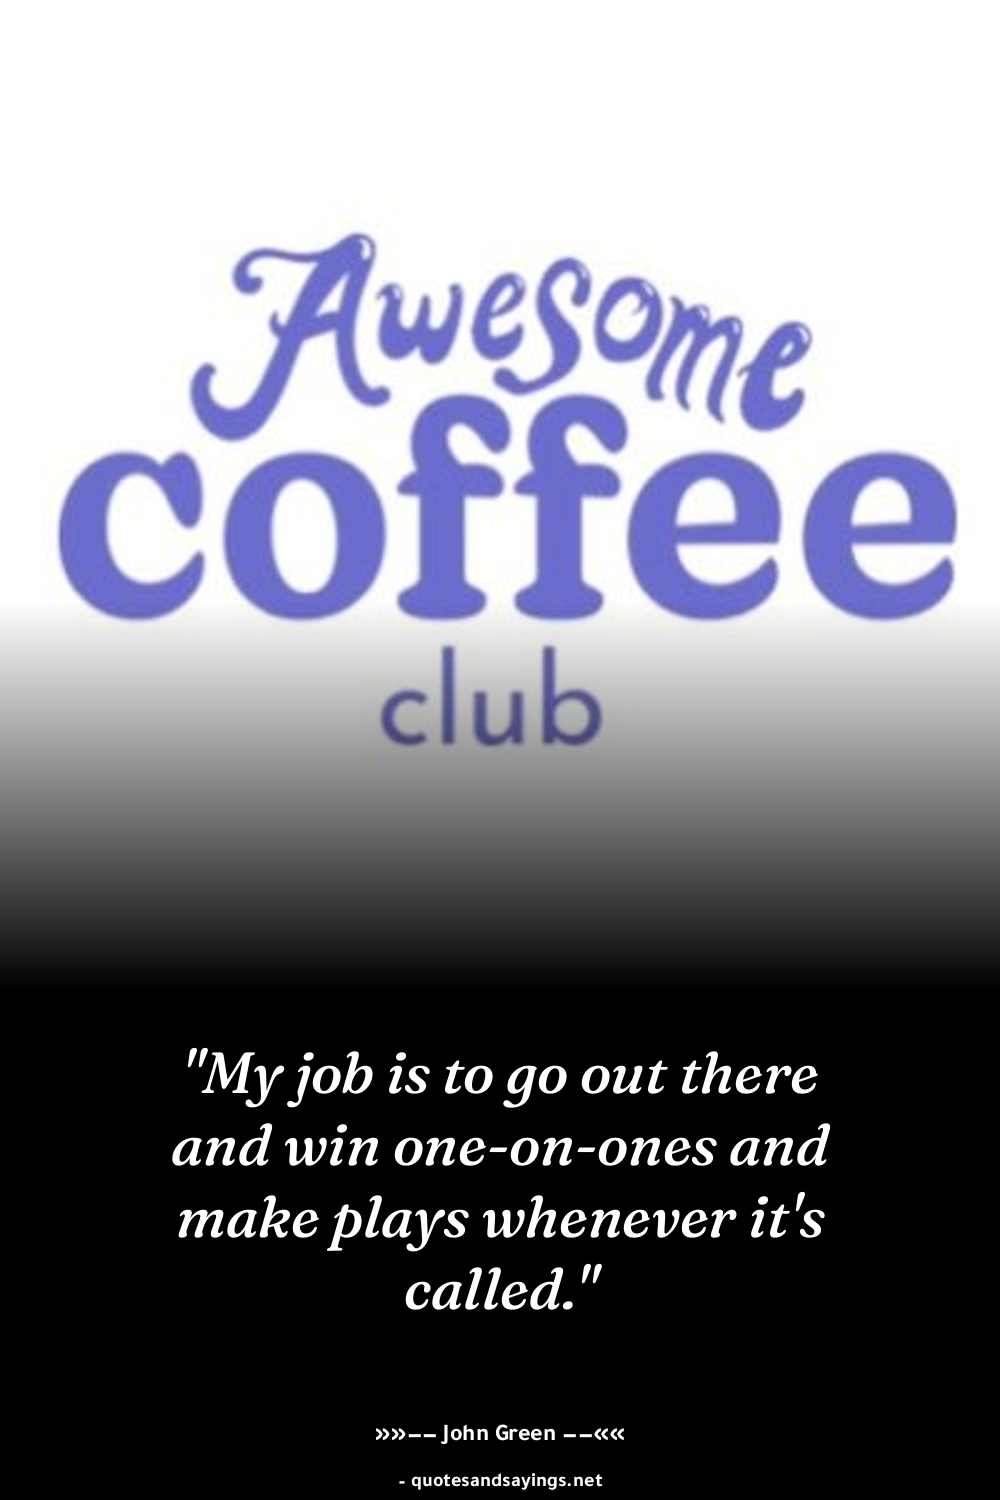 Awesome
coffee
club
"My job is to go out there
and win one-on-ones and
make plays whenever it's
called."
»»−− John Green −−««
- quotesandsayings.net